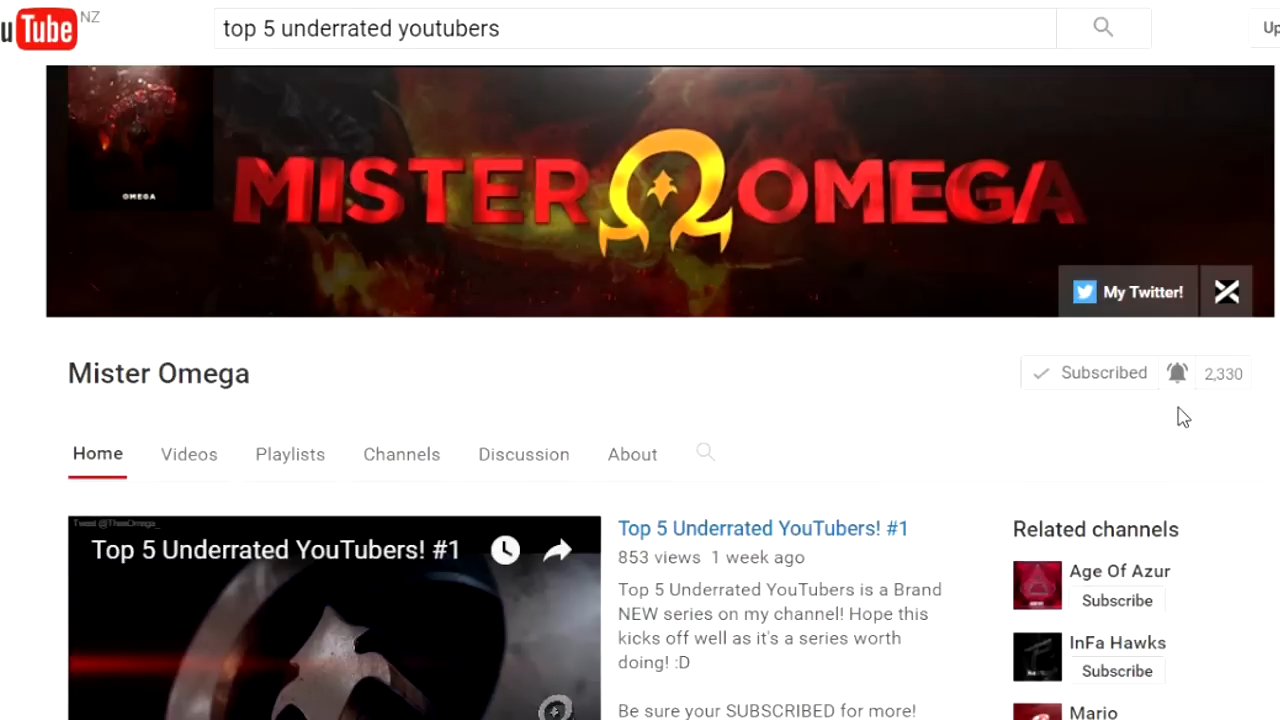 uTube NZ
top 5 underrated youtubers
Up
OMEGA
MISTER OMEGA
My Twitter!
Mister Omega
Subscribed
2,330
Home Videos Playlists Channels Discussion About
Tweet @TheeOmega_
Top 5 Underrated YouTubers! #1
Top 5 Underrated YouTubers! #1
853 views 1 week ago
Top 5 Underrated YouTubers is a Brand
NEW series on my channel! Hope this
kicks off well as it's a series worth
doing! :D
Be sure your SUBSCRIBED for more!
Related channels
Age Of Azur
Subscribe
InFa Hawks
Subscribe
Mario